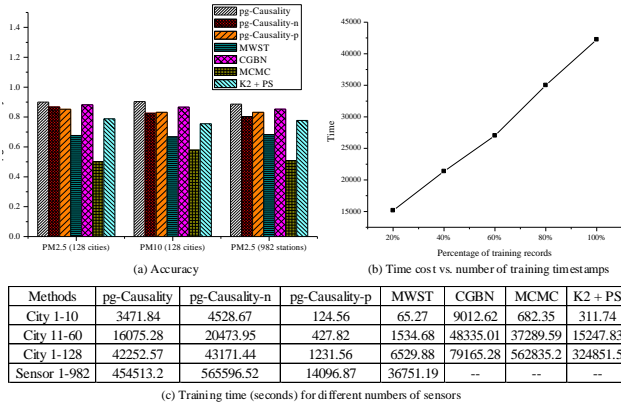 pg-Causality
pg-Causality-n
pg-Causality-p
MWST
CGBN
MCMC
K2 + PS
1.4
1.2
1.0
0.8
0.6
0.4
0.2
0.0
PM2.5 (128 cities) PM10 (128 cities) PM2.5 (982 stations)
(a) Accuracy
45000
40000
35000
30000
25000
20000
15000
Time
20% 40% 60% 80% 100%
Percentage of training records
(b) Time cost vs. number of training timestamps
Methods pg-Causality pg-Causality-n pg-Causality-p MWST CGBN MCMC K2 + PS
City 1-10 3471.84 4528.67 124.56 65.27 9012.62 682.35 311.74
City 11-60 16075.28 20473.95 427.82 1534.68 48335.01 37289.59 15247.83
City 1-128 42252.57 43171.44 1231.56 6529.88 79165.28 562835.2 324851.5
Sensor 1-982 454513.2 565596.52 14096.87 36751.19 -- -- --
(c) Training time (seconds) for different numbers of sensors